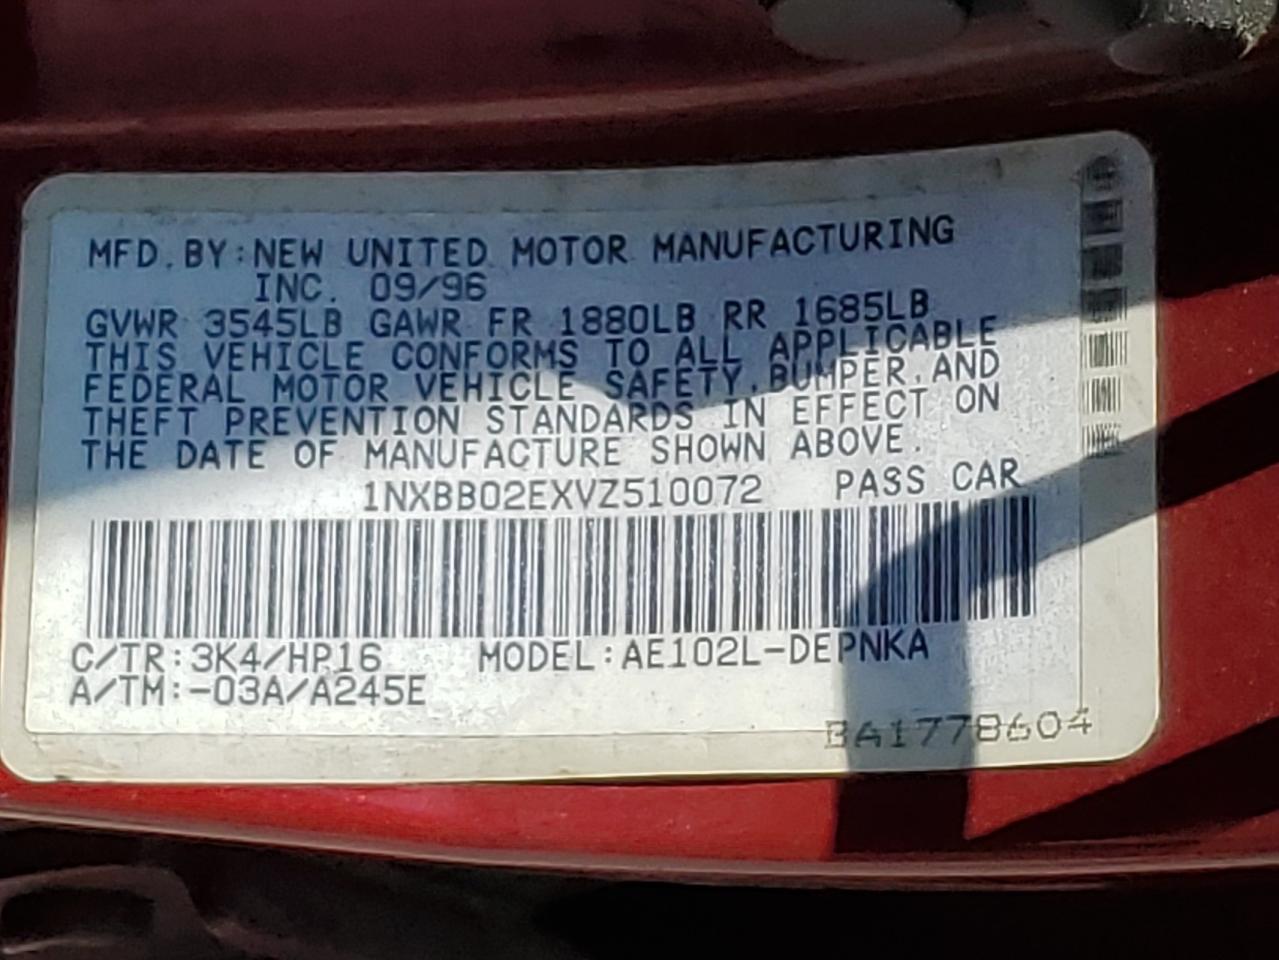 MFD. BY:NEW UNITED MOTOR MANUFACTURING
INC. 09/96
GVWR 3545LB GAWR FR 1880LB RR 1685LB
THIS VEHICLE CONFORMS TO ALL APPLICABLE
FEDERAL MOTOR VEHICLE SAFETY, BUMPER, AND
THEFT PREVENTION STANDARDS IN EFFECT ON
THE DATE OF MANUFACTURE SHOWN ABOVE.
1NXBB02EXVZ510072 PASS CAR
C/TR:3K4/HP16 MODEL:AE102L-DEPNKA
A/TM:-03A/A245E
BA1778604